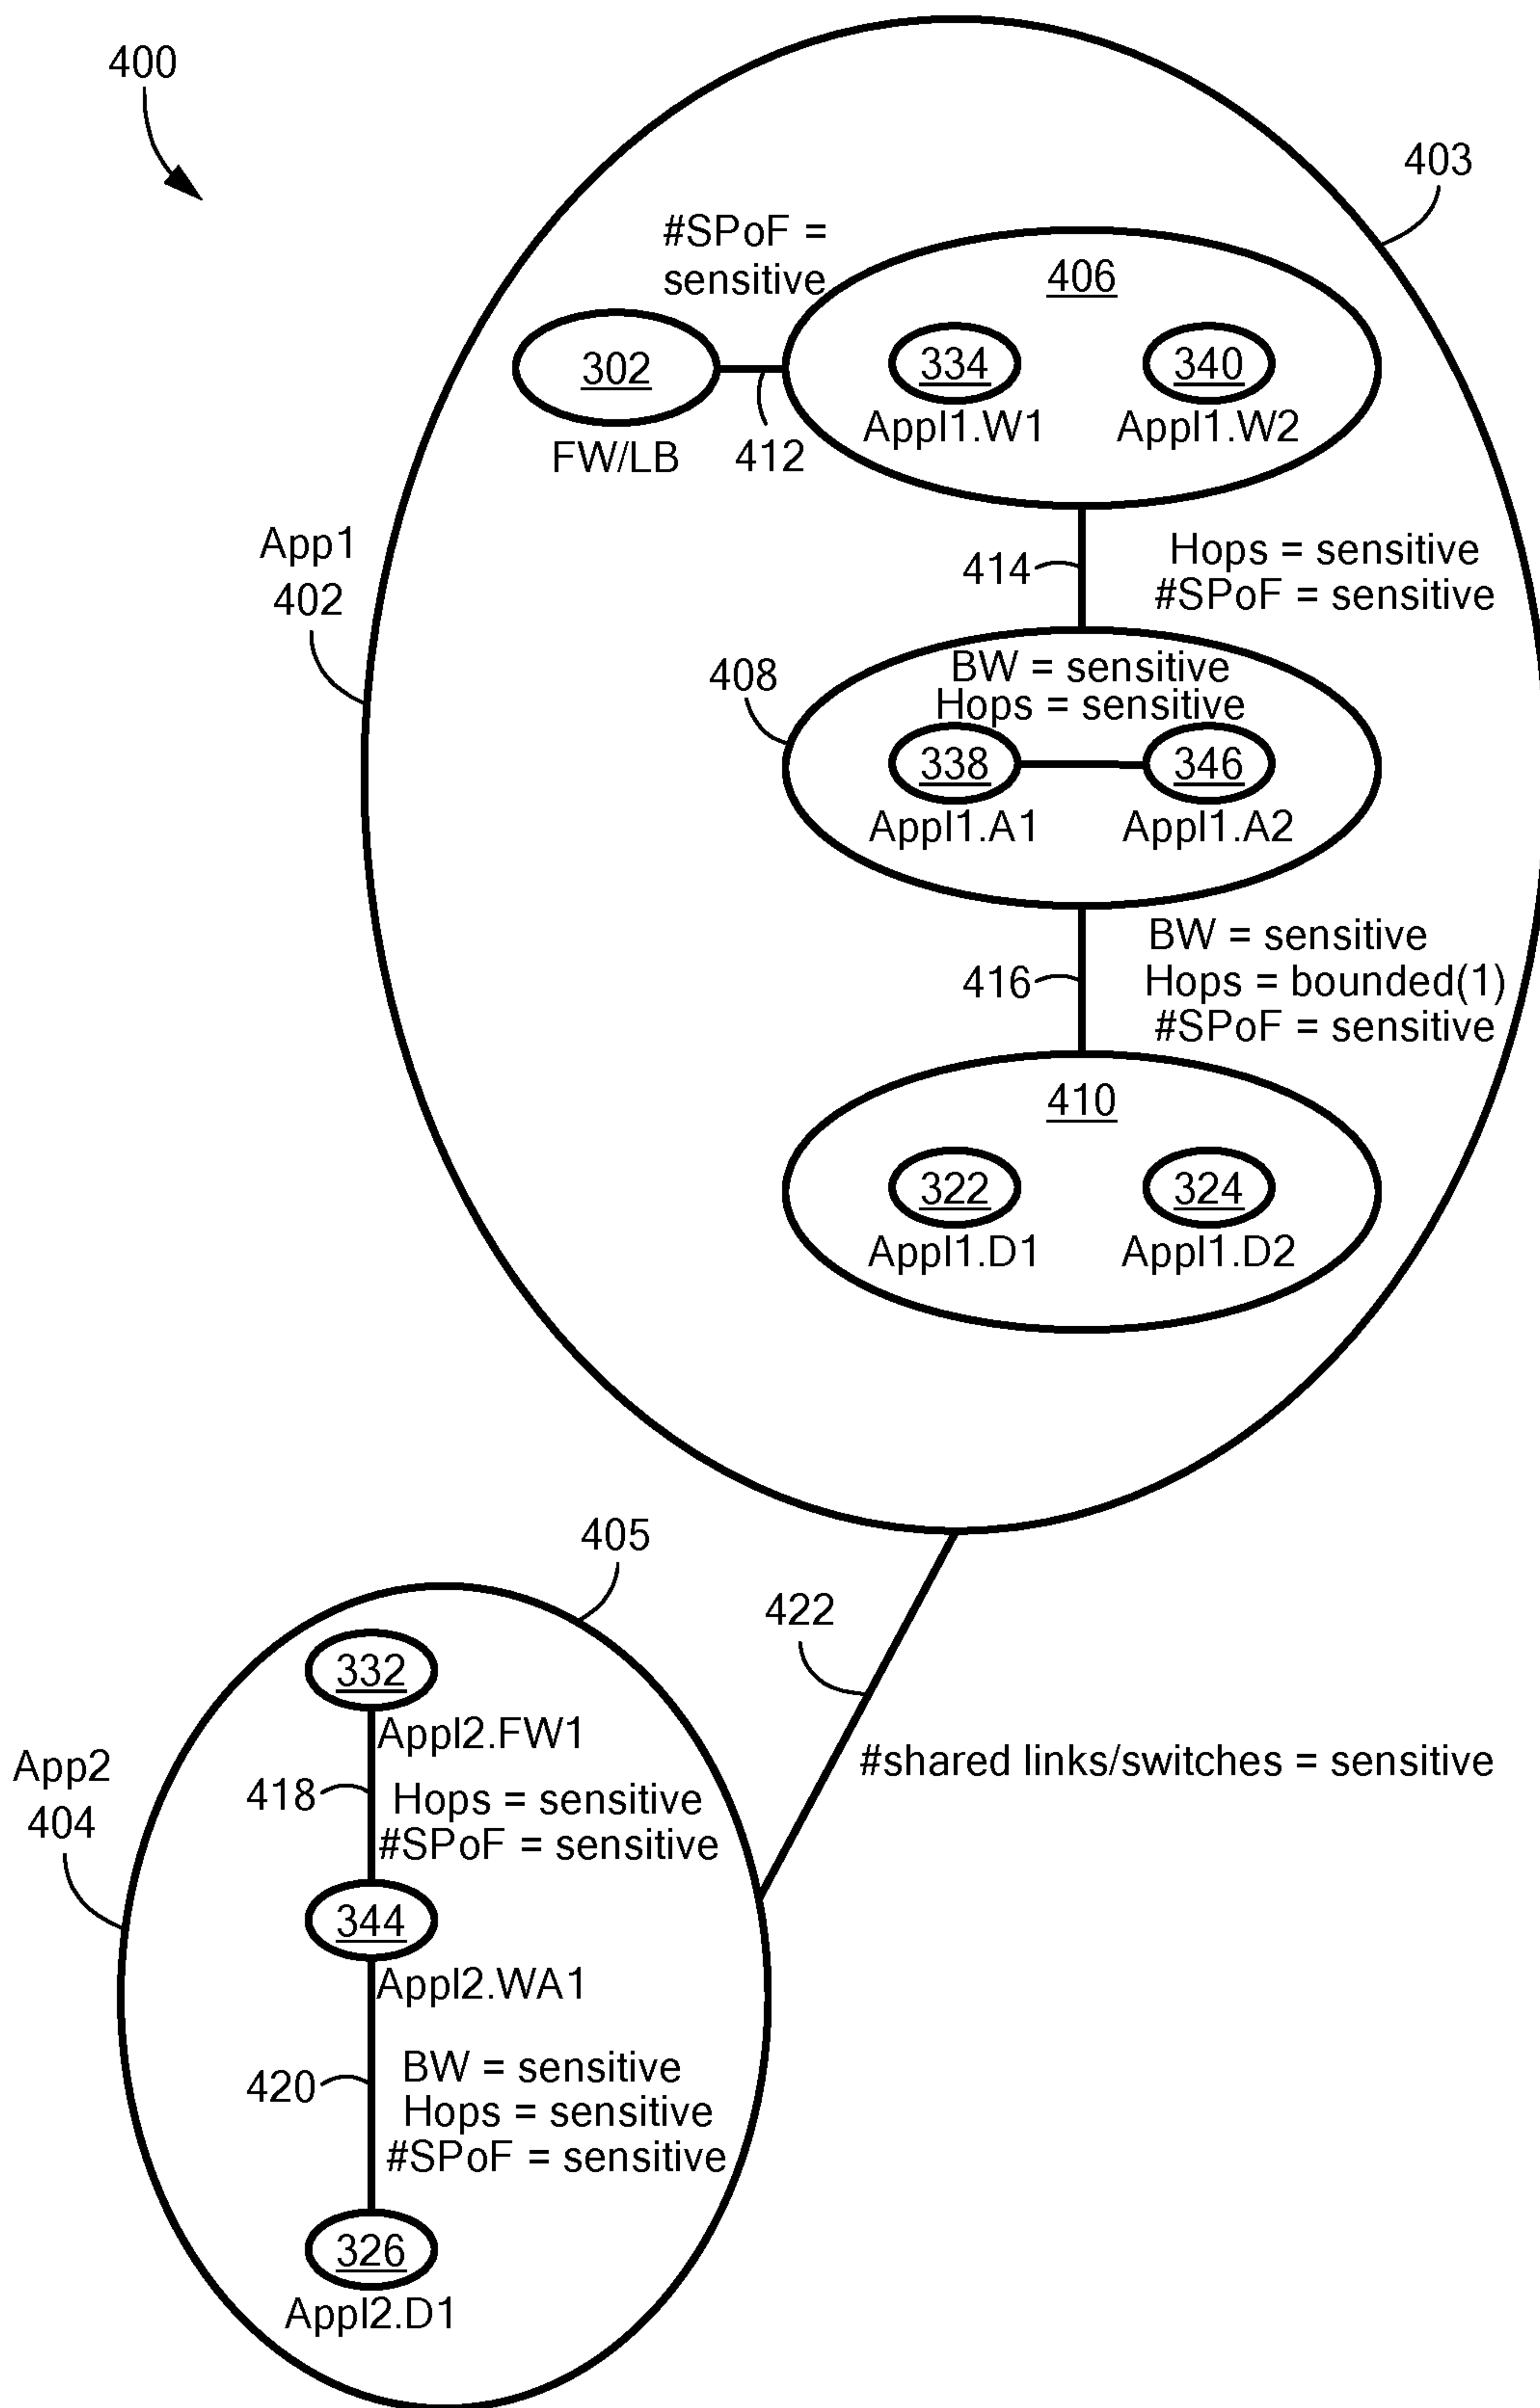 400
403
#SPoF =
sensitive
406
302
334
340
FW/LB
412
Appl1.W1
Appl1.W2
App1
402
414
Hops = sensitive
#SPoF = sensitive
408
BW = sensitive
Hops = sensitive
338
346
Appl1.A1
Appl1.A2
416
BW = sensitive
Hops = bounded(1)
#SPoF = sensitive
410
322
324
Appl1.D1
Appl1.D2
405
422
332
Appl2.FW1
#shared links/switches = sensitive
App2
404
418
Hops = sensitive
#SPoF = sensitive
344
Appl2.WA1
420
BW = sensitive
Hops = sensitive
#SPoF = sensitive
326
Appl2.D1